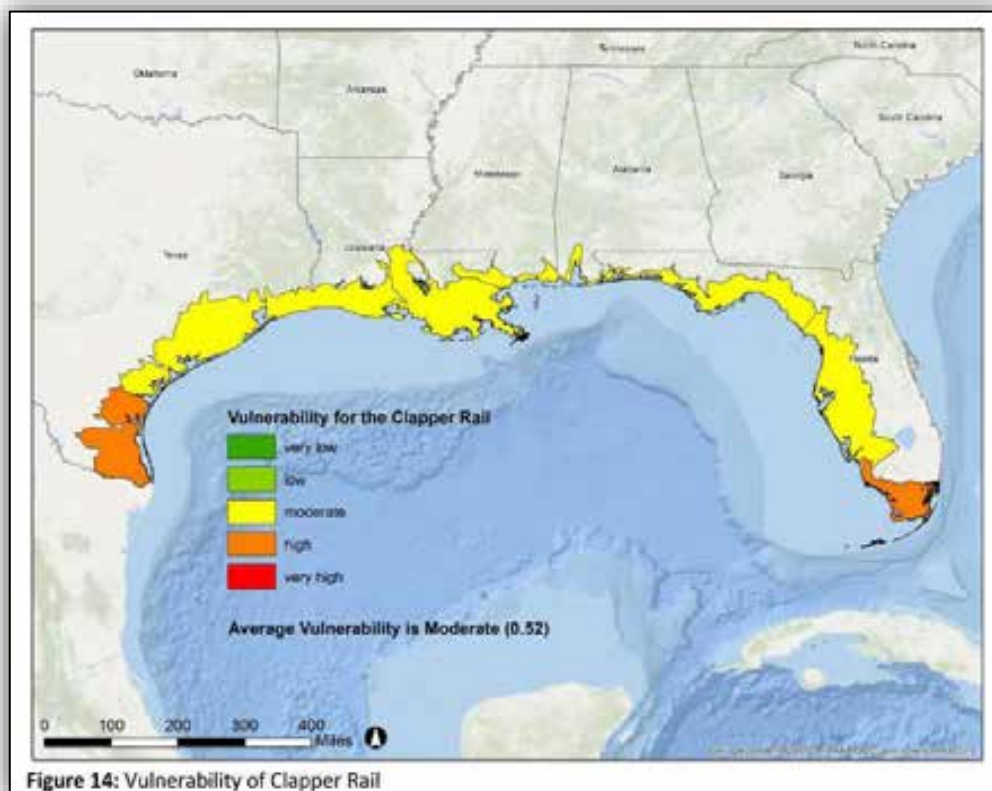 Tennessee
North Carolina
Oklahoma
Arkansas
South Carolina
Mississippi
Alabama
Georgia
Louisiana
Texas
Florida
Vulnerability for the Clapper Rail
very low
low
moderate
high
very high
Average Vulnerability is Moderate (0.52)
0 100 200 300 400
Miles
Figure 14: Vulnerability of Clapper Rail